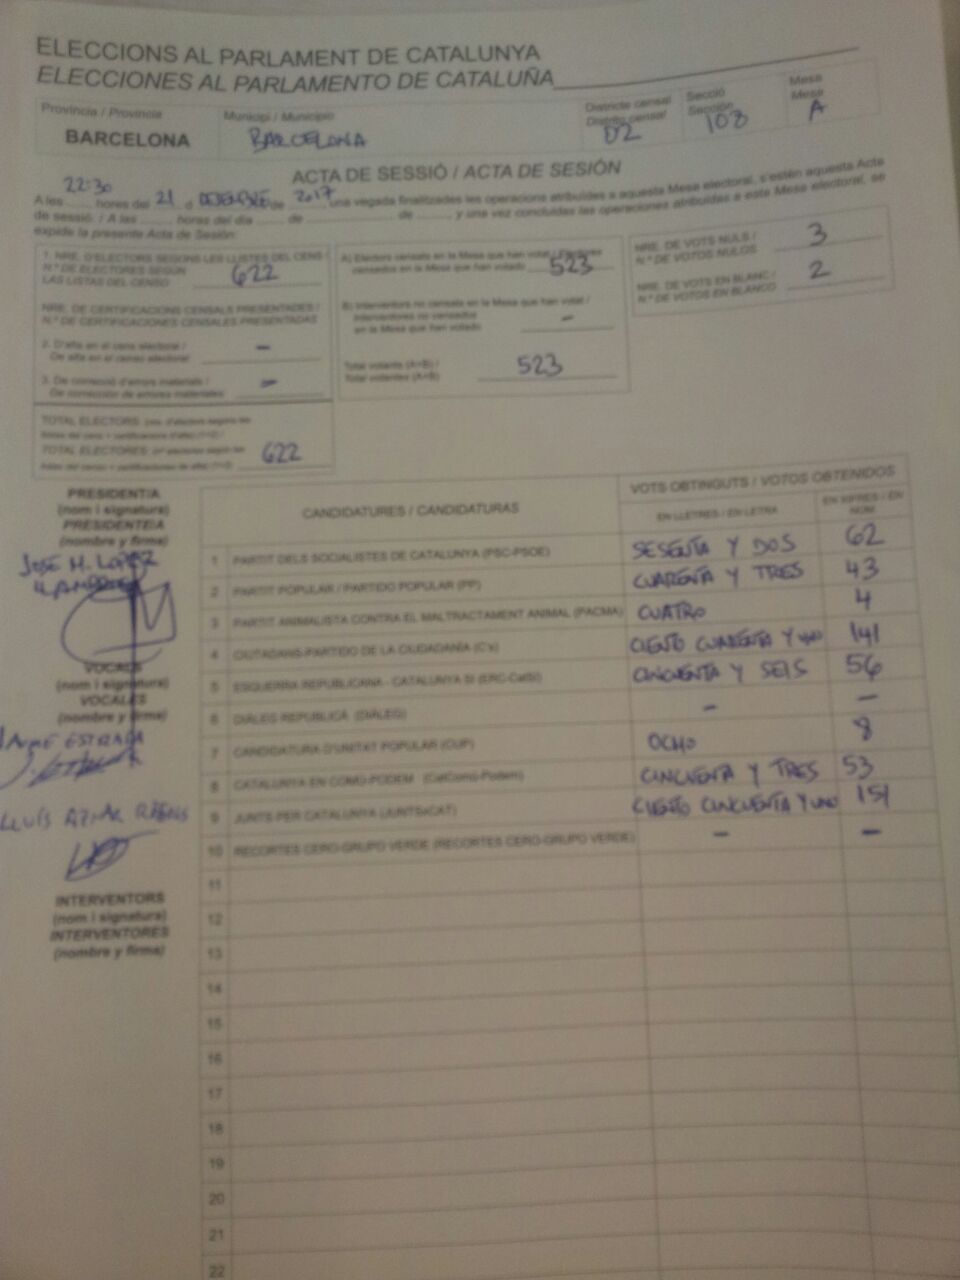 ELECCIONS AL PARLAMENT DE CATALUNYA
ELECCIONES AL PARLAMENTO DE CATALUÑA
Província / Provincia
BARCELONA
Municipi / Municipio
BARCELONA
Districte censal
Distrito censal
02
Secció
Sección
108
Mesa
Mesa
A
ACTA DE SESSIÓ / ACTA DE SESIÓN
22:30 21 2017
A les hores del d de una vegada finalitzades les operacions atribuïdes a aquesta Mesa electoral, s'estén aquesta Acta
de sessió. / A las horas del día de de y una vez concluidas las operaciones atribuidas a esta Mesa electoral, se
expide la presente Acta de Sesión:
1. NRE. D'ELECTORS SEGONS LES LLISTES DEL CENS /
N.º DE ELECTORES SEGÚN
LAS LISTAS DEL CENSO 622
NRE. DE CERTIFICACIONS CENSALS PRESENTADES /
N.º DE CERTIFICACIONES CENSALES PRESENTADAS
2. D'alta en el cens electoral /
De alta en el censo electoral: -
3. De correcció d'errors materials /
De corrección de errores materiales: -
TOTAL ELECTORS:
TOTAL ELECTORES: 622
A) Electors censats en la Mesa que han votat / Electores
censados en la Mesa que han votado 523
B) Interventors no censats en la Mesa que han votat /
Interventores no censados
en la Mesa que han votado -
Total votants (A+B) /
Total votantes (A+B) 523
NRE. DE VOTS NULS /
N.º DE VOTOS NULOS 3
NRE. DE VOTS EN BLANC /
N.º DE VOTOS EN BLANCO 2
PRESIDENT/A
(nom i signatura)
PRESIDENTE/A
(nombre y firma)
JOSE M. LOPEZ
VOCALS
(nom i signatura)
VOCALES
(nombre y firma)
JAUME ESTRADA
LLUÍS AZNAR
INTERVENTORS
(nom i signatura)
INTERVENTORES
(nombre y firma)
CANDIDATURES / CANDIDATURAS
VOTS OBTINGUTS / VOTOS OBTENIDOS
EN LLETRES / EN LETRA
EN XIFRES / EN
NÚM.
1 PARTIT DELS SOCIALISTES DE CATALUNYA (PSC-PSOE) SESENTA Y DOS 62
2 PARTIT POPULAR / PARTIDO POPULAR (PP) CUARENTA Y TRES 43
3 PARTIT ANIMALISTA CONTRA EL MALTRACTAMENT ANIMAL (PACMA) CUATRO 4
4 CIUTADANS-PARTIDO DE LA CIUDADANÍA (C's) CIENTO CUARENTA Y UNO 141
5 ESQUERRA REPUBLICANA - CATALUNYA SÍ (ERC-CatSí) CINCUENTA Y SEIS 56
6 DIÀLEG REPUBLICÀ (DIÀLEG) - -
7 CANDIDATURA D'UNITAT POPULAR (CUP) OCHO 8
8 CATALUNYA EN COMÚ-PODEM (CatComú-Podem) CINCUENTA Y TRES 53
9 JUNTS PER CATALUNYA (JUNTSxCAT) CIENTO CINCUENTA Y UNO 151
10 RECORTES CERO-GRUPO VERDE (RECORTES CERO-GRUPO VERDE) - -
11
12
13
14
15
16
17
18
19
20
21
22